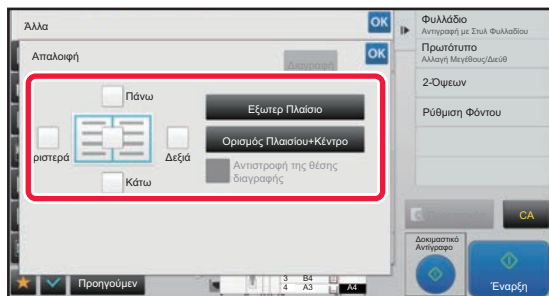 Άλλα
OK
Απαλοιφή
OK
Διαγραφή
Πάνω
ριστερά
Δεξιά
Κάτω
Εξωτερ Πλαίσιο
Ορισμός Πλαισίου+Κέντρο
Αντιστροφή της θέσης
διαγραφής
Προηγούμεν
3 B4
4 A3
A4
Φυλλάδιο
Αντιγραφή με Στυλ Φυλλαδίου
Πρωτότυπο
Αλλαγή Μεγέθους/Διεύθ
2-Όψεων
Ρύθμιση Φόντου
CA
Δοκιμαστικό
Αντίγραφο
Έναρξη